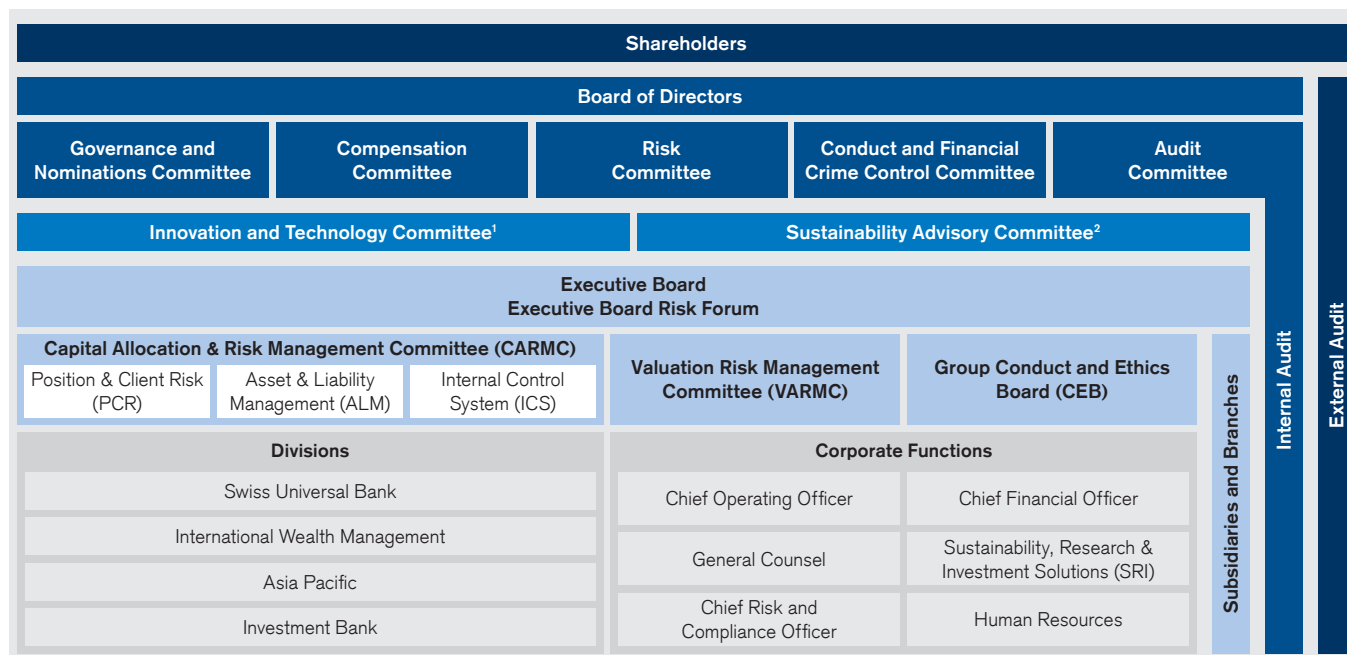 Shareholders
Board of Directors
Governance and
Nominations Committee
Compensation
Committee
Risk
Committee
Conduct and Financial
Crime Control Committee
Audit
Committee
Innovation and Technology Committee¹
Sustainability Advisory Committee²
Executive Board
Executive Board Risk Forum
Capital Allocation & Risk Management Committee (CARMC)
Position & Client Risk
(PCR)
Asset & Liability
Management (ALM)
Internal Control
System (ICS)
Valuation Risk Management
Committee (VARMC)
Group Conduct and Ethics
Board (CEB)
Divisions
Swiss Universal Bank
International Wealth Management
Asia Pacific
Investment Bank
Corporate Functions
Chief Operating Officer
Chief Financial Officer
General Counsel
Sustainability, Research &
Investment Solutions (SRI)
Chief Risk and
Compliance Officer
Human Resources
Subsidiaries and Branches
Internal Audit
External Audit